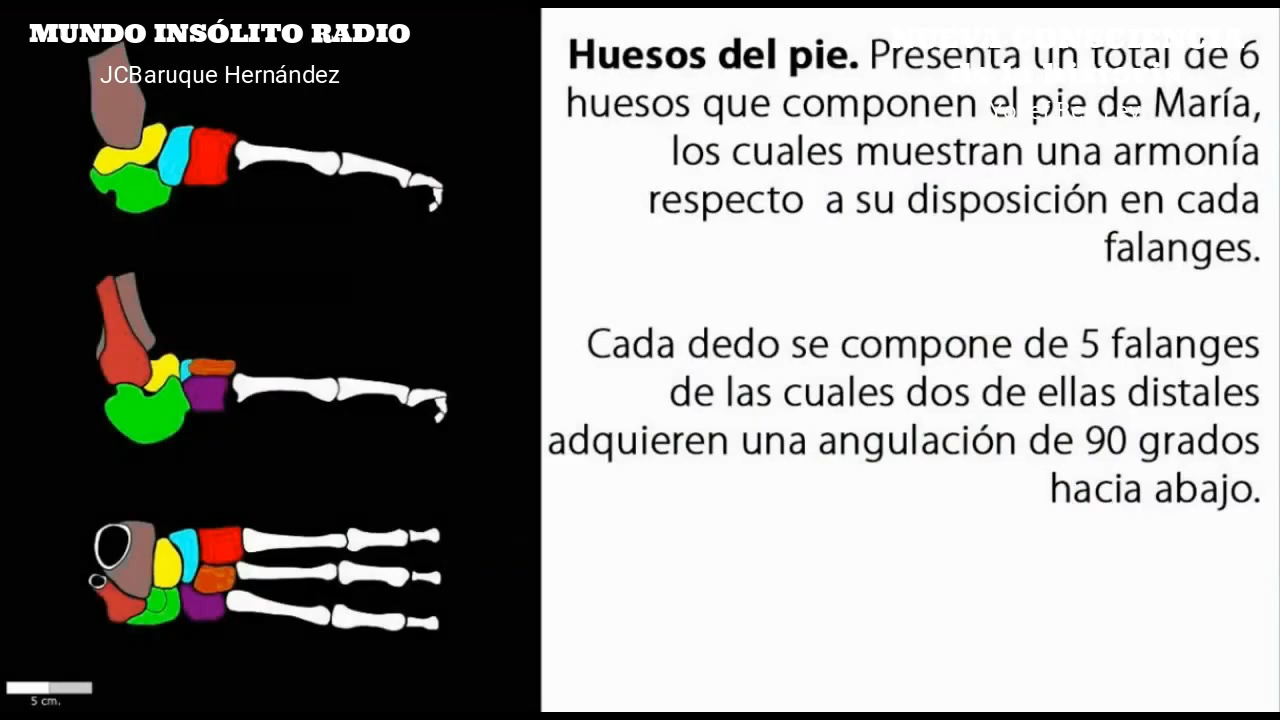 MUNDO INSÓLITO RADIO
JCBaruque Hernández
Huesos del pie. Presenta un total de 6
huesos que componen el pie de María,
los cuales muestran una armonía
respecto a su disposición en cada
falanges.
Cada dedo se compone de 5 falanges
de las cuales dos de ellas distales
adquieren una angulación de 90 grados
hacia abajo.
5 cm.